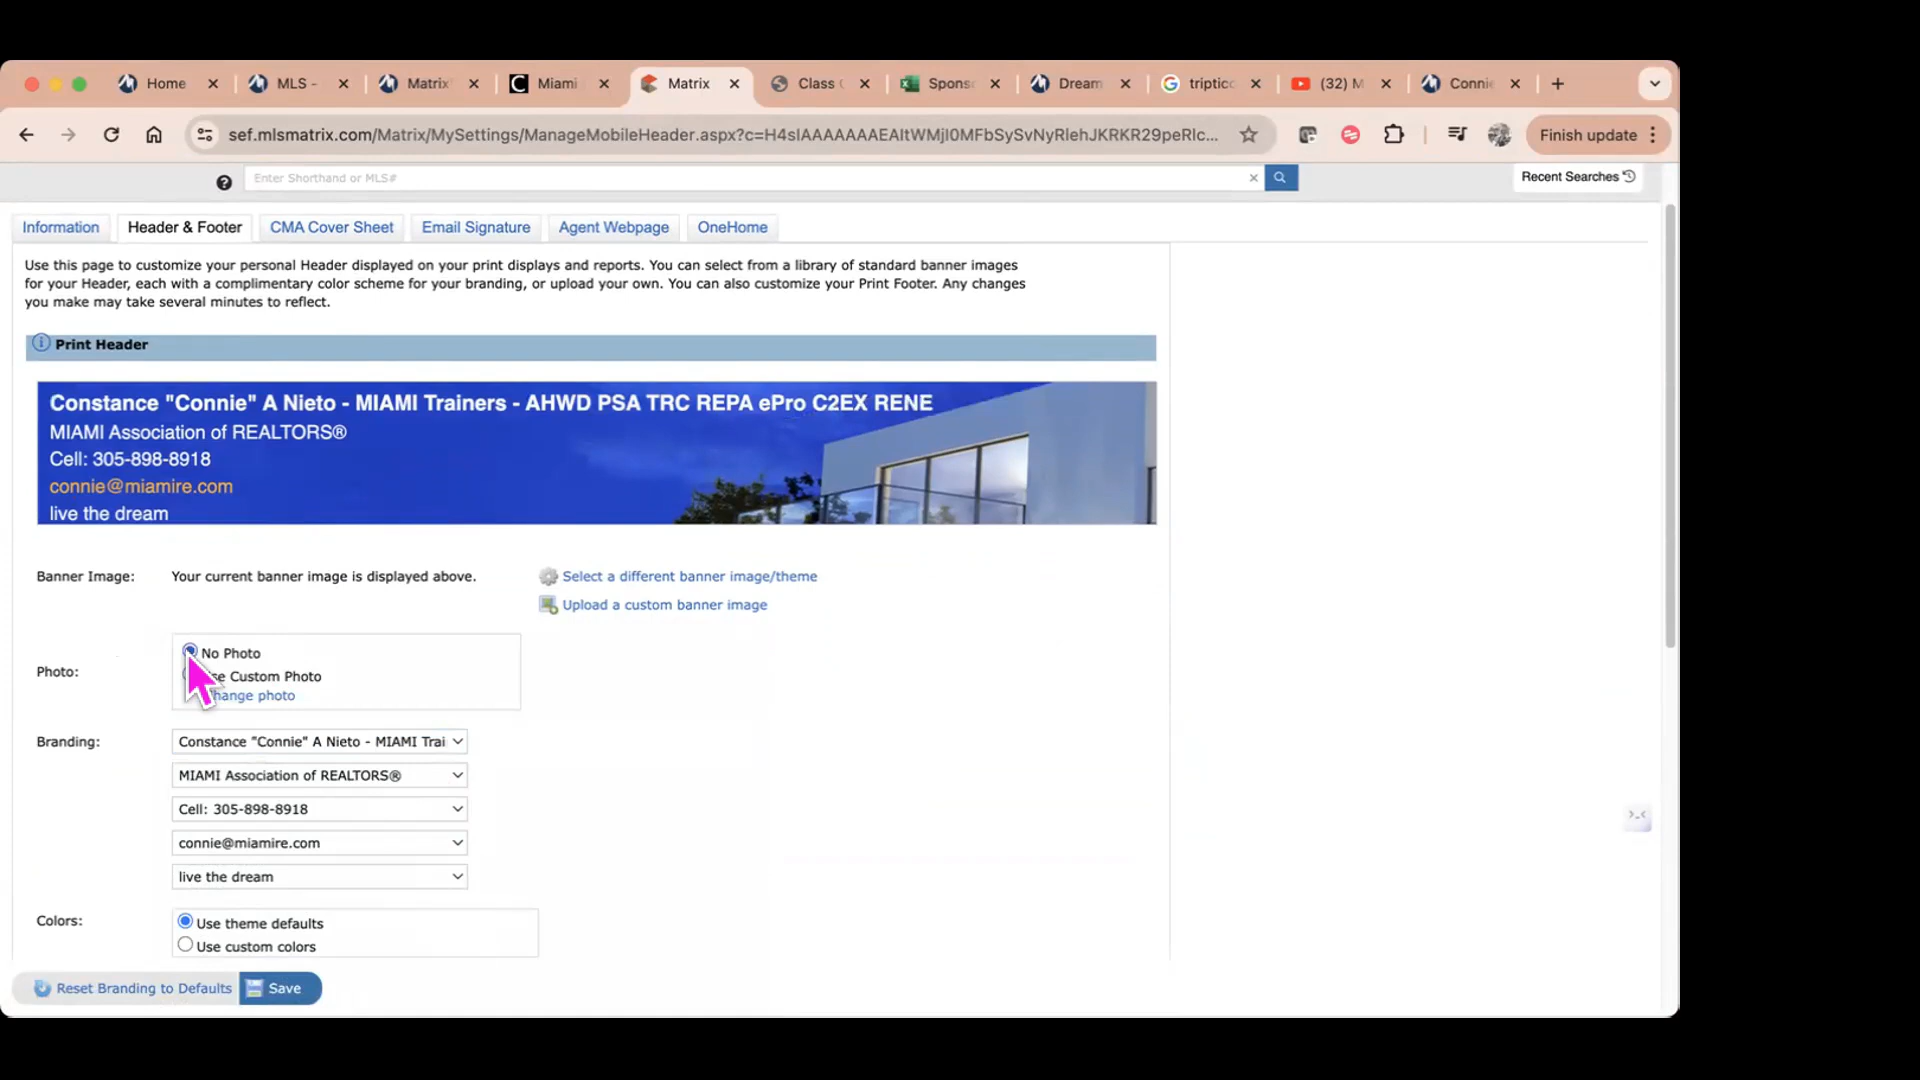 Home
MLS -
Matrix
Miami
Matrix
Class
Sponso
Dream
triptico
(32) M
Connie
sef.mlsmatrix.com/Matrix/MySettings/ManageMobileHeader.aspx?c=H4sIAAAAAAAEAItWMjI0MFbSySvNyRlehJKRKR29peRIc...
Finish update
Enter Shorthand or MLS#
Recent Searches
Information
Header & Footer
CMA Cover Sheet
Email Signature
Agent Webpage
OneHome
Use this page to customize your personal Header displayed on your print displays and reports. You can select from a library of standard banner images
for your Header, each with a complimentary color scheme for your branding, or upload your own. You can also customize your Print Footer. Any changes
you make may take several minutes to reflect.
Print Header
Constance "Connie" A Nieto - MIAMI Trainers - AHWD PSA TRC REPA ePro C2EX RENE
MIAMI Association of REALTORS®
Cell: 305-898-8918
connie@miamire.com
live the dream
Banner Image:
Your current banner image is displayed above.
Select a different banner image/theme
Upload a custom banner image
Photo:
No Photo
se Custom Photo
hange photo
Branding:
Constance "Connie" A Nieto - MIAMI Trai
MIAMI Association of REALTORS®
Cell: 305-898-8918
connie@miamire.com
live the dream
Colors:
Use theme defaults
Use custom colors
Reset Branding to Defaults
Save